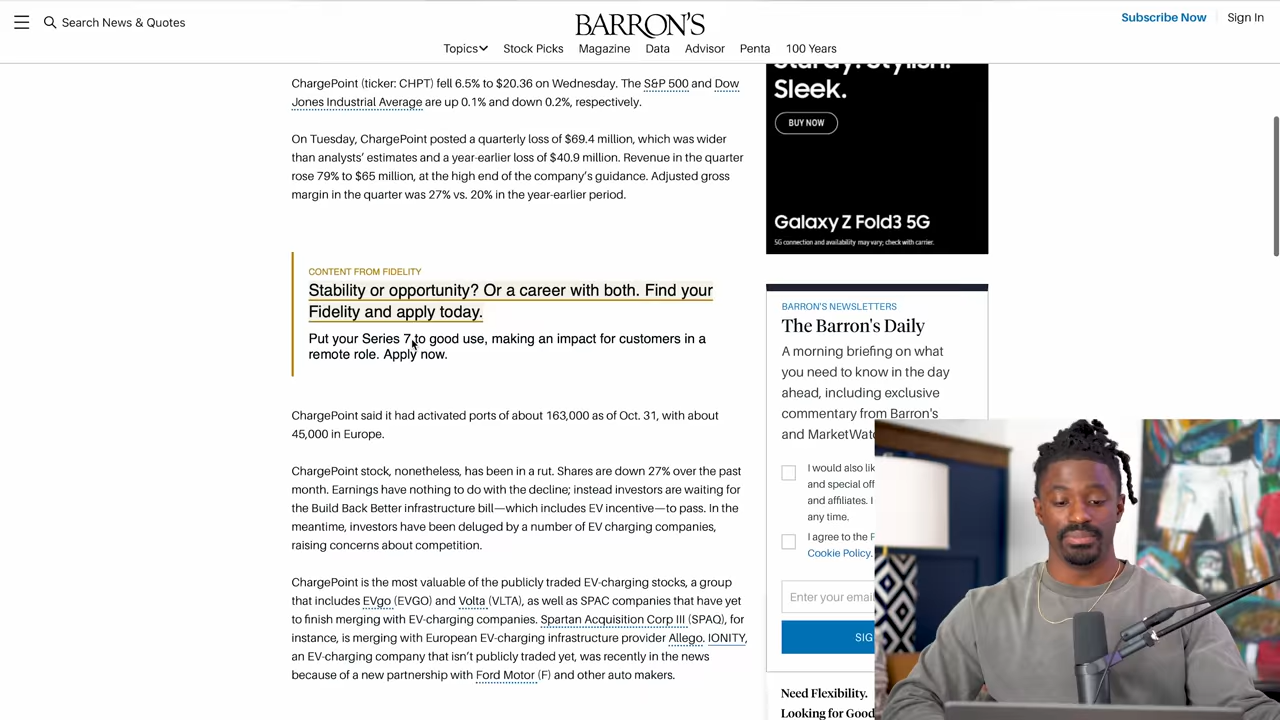 Search News & Quotes
BARRON'S
Subscribe Now
Sign In
Topics
Stock Picks
Magazine
Data
Advisor
Penta
100 Years
ChargePoint (ticker: CHPT) fell 6.5% to $20.36 on Wednesday. The S&P 500 and Dow
Jones Industrial Average are up 0.1% and down 0.2%, respectively.
On Tuesday, ChargePoint posted a quarterly loss of $69.4 million, which was wider
than analysts' estimates and a year-earlier loss of $40.9 million. Revenue in the quarter
rose 79% to $65 million, at the high end of the company's guidance. Adjusted gross
margin in the quarter was 27% vs. 20% in the year-earlier period.
CONTENT FROM FIDELITY
Stability or opportunity? Or a career with both. Find your
Fidelity and apply today.
Put your Series 7 to good use, making an impact for customers in a
remote role. Apply now.
ChargePoint said it had activated ports of about 163,000 as of Oct. 31, with about
45,000 in Europe.
ChargePoint stock, nonetheless, has been in a rut. Shares are down 27% over the past
month. Earnings have nothing to do with the decline; instead investors are waiting for
the Build Back Better infrastructure bill—which includes EV incentive—to pass. In the
meantime, investors have been deluged by a number of EV charging companies,
raising concerns about competition.
ChargePoint is the most valuable of the publicly traded EV-charging stocks, a group
that includes EVgo (EVGO) and Volta (VLTA), as well as SPAC companies that have yet
to finish merging with EV-charging companies. Spartan Acquisition Corp III (SPAQ), for
instance, is merging with European EV-charging infrastructure provider Allego. IONITY,
an EV-charging company that isn't publicly traded yet, was recently in the news
because of a new partnership with Ford Motor (F) and other auto makers.
Sturdy. Stylish.
Sleek.
BUY NOW
Galaxy Z Fold3 5G
5G connection and availability may vary; check with carrier.
BARRON'S NEWSLETTERS
The Barron's Daily
A morning briefing on what
you need to know in the day
ahead, including exclusive
commentary from Barron's
and MarketWat
I would also lik
and special off
and affiliates. I
any time.
I agree to the P
Cookie Policy.
Enter your email
SIG
Need Flexibility.
Looking for Good